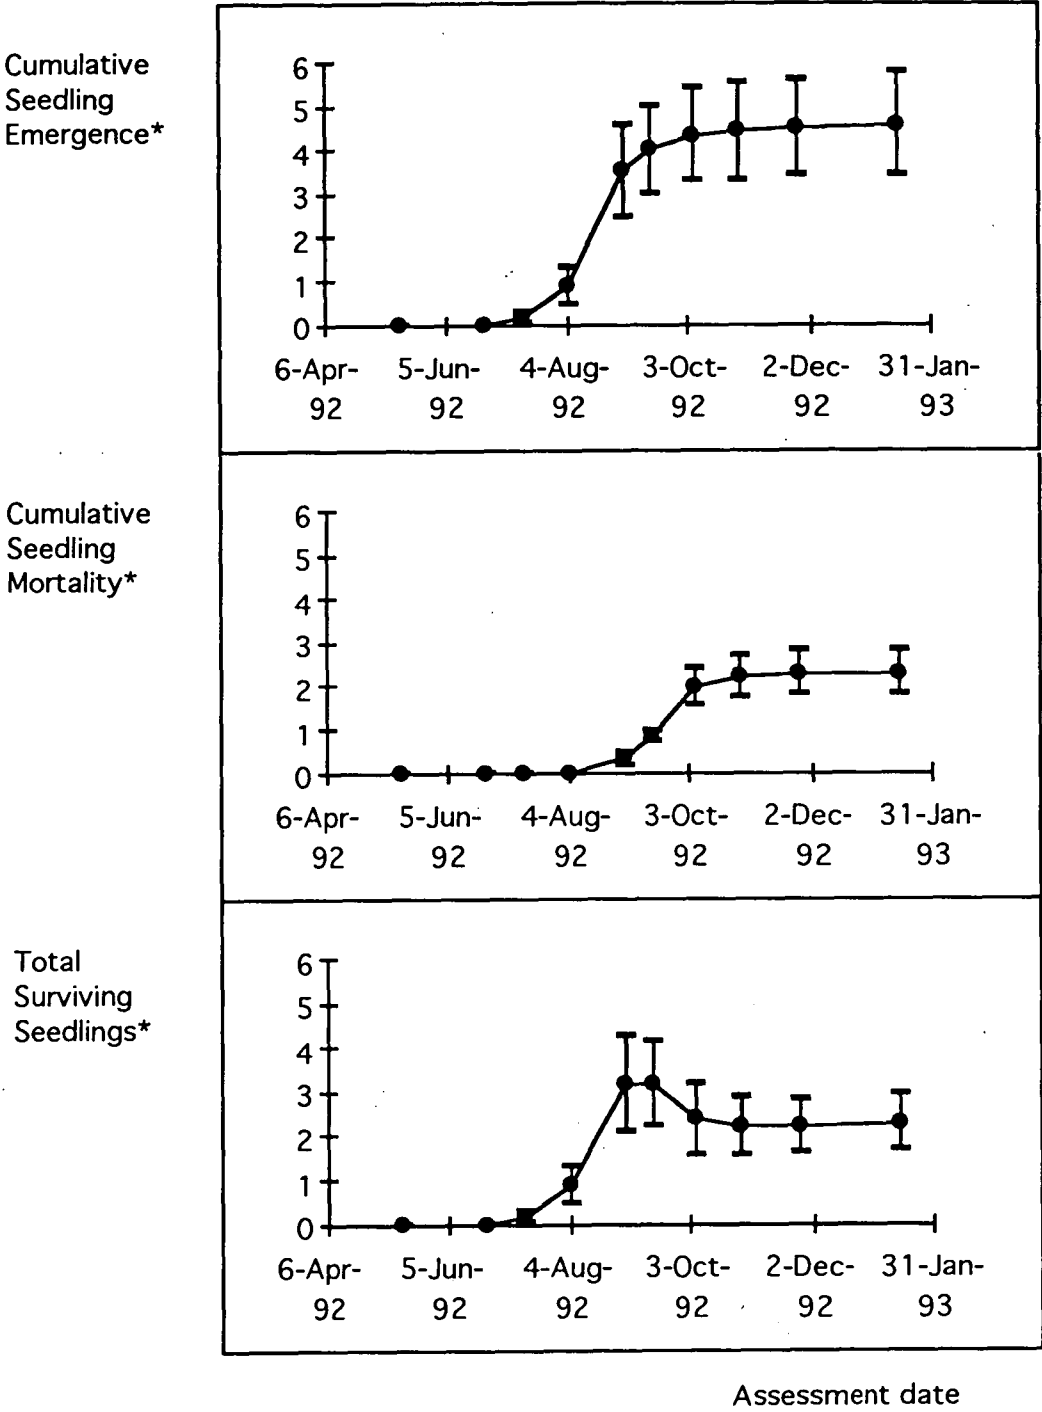 Cumulative
Seedling
Emergence*
6
5
4
3
2
1
0
6-Apr- 5-Jun- 4-Aug- 3-Oct- 2-Dec- 31-Jan-
92 92 92 92 92 93
Cumulative
Seedling
Mortality*
6
5
4
3
2
1
0
6-Apr- 5-Jun- 4-Aug- 3-Oct- 2-Dec- 31-Jan-
92 92 92 92 92 93
Total
Surviving
Seedlings*
6
5
4
3
2
1
0
6-Apr- 5-Jun- 4-Aug- 3-Oct- 2-Dec- 31-Jan-
92 92 92 92 92 93
Assessment date